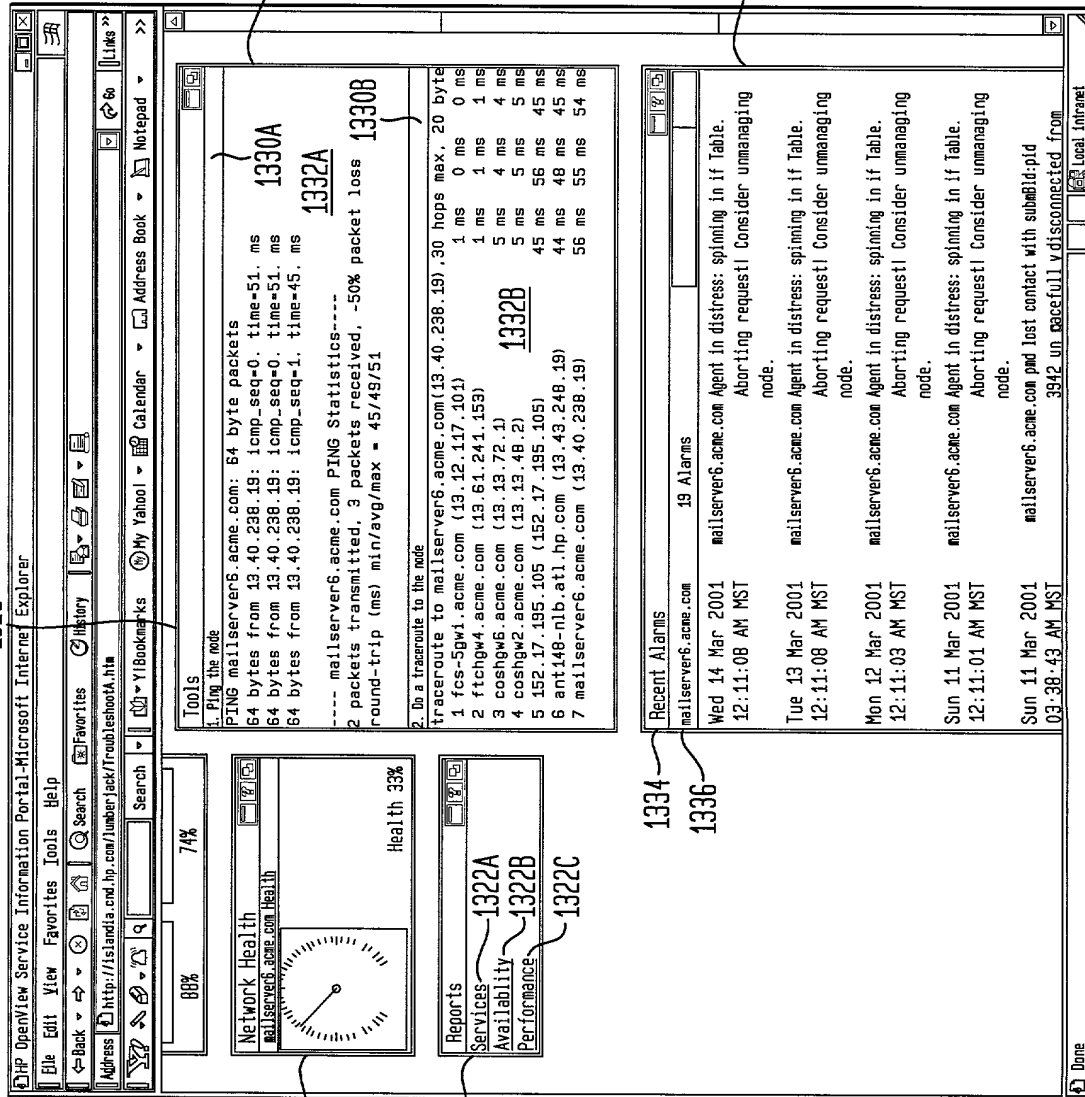 HP OpenView Service Information Portal-Microsoft Internet Explorer
File Edit View Favorites Tools Help
Back Search Favorites History
Address http://islandia.cnd.hp.com/lumberjack/TroubleshootA.htm Go Links »
Search Y!Bookmarks My Yahoo! Calendar Address Book Notepad »
88% 74%
Network Health
mailserver6.acme.com Health
Health 33%
Reports
Services 1322A
Availablity 1322B
Performance 1322C
Tools
1. Ping the node
1330A
PING mailserver6.acme.com: 64 byte packets
64 bytes from 13.40.238.19: icmp_seq=0. time=51. ms
64 bytes from 13.40.238.19: icmp_seq=0. time=51. ms
64 bytes from 13.40.238.19: icmp_seq=1. time=45. ms
1332A
---- mailserver6.acme.com PING Statistics----
2 packets transmitted, 3 packets received, -50% packet loss
round-trip (ms) min/avg/max = 45/49/51
1330B
2. Do a traceroute to the node
traceroute to mailserver6.acme.com(13.40.238.19),30 hops max, 20 byte
1 fcs-5gw1.acme.com (13.12.117.101) 1 ms 0 ms 0 ms
2 ftchgw4.acme.com (13.61.241.153) 1 ms 1 ms 1 ms
3 coshgw6.acme.com (13.13.72.1) 5 ms 4 ms 4 ms
4 coshgw2.acme.com (13.13.48.2) 5 ms 5 ms 5 ms
5 152.17.195.105 (152.17.195.105) 45 ms 56 ms 45 ms
6 ant148-nlb.atl.hp.com (13.43.248.19) 44 ms 48 ms 45 ms
7 mailserver6.acme.com (13.40.238.19) 56 ms 55 ms 54 ms
1332B
1334
Recent Alarms
1336
mailserver6.acme.com 19 Alarms
Wed 14 Mar 2001 mailserver6.acme.com Agent in distress: spinning in if Table.
12:11:08 AM MST Aborting request! Consider unmanaging
node.
Tue 13 Mar 2001 mailserver6.acme.com Agent in distress: spinning in if Table.
12:11:08 AM MST Aborting request! Consider unmanaging
node.
Mon 12 Mar 2001 mailserver6.acme.com Agent in distress: spinning in if Table.
12:11:03 AM MST Aborting request! Consider unmanaging
node.
Sun 11 Mar 2001 mailserver6.acme.com Agent in distress: spinning in if Table.
12:11:01 AM MST Aborting request! Consider unmanaging
node.
Sun 11 Mar 2001 mailserver6.acme.com pmd lost contact with submBld:pid
03:38:43 AM MST 3942 disconnected from
Done Local intranet